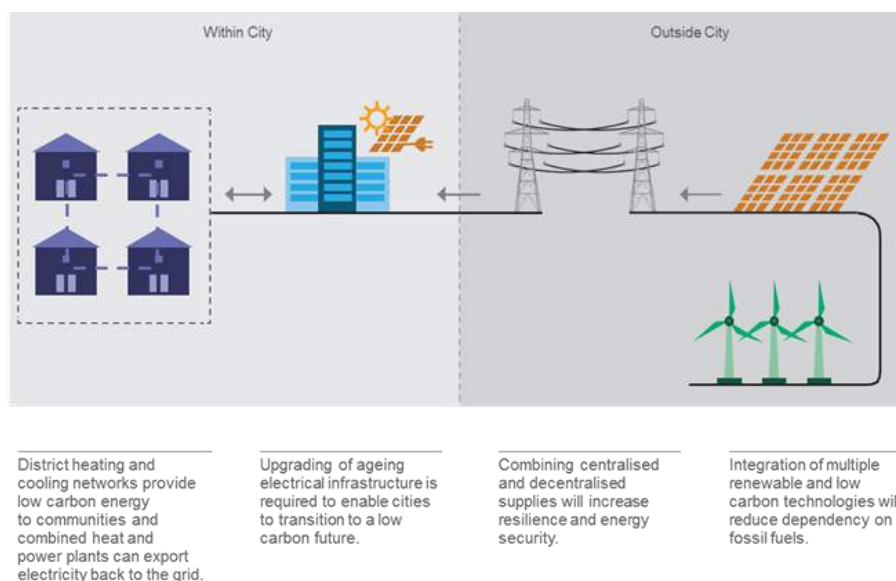 Within City
Outside City
District heating and
cooling networks provide
low carbon energy
to communities and
combined heat and
power plants can export
electricity back to the grid.
Upgrading of ageing
electrical infrastructure is
required to enable cities
to transition to a low
carbon future.
Combining centralised
and decentralised
supplies will increase
resilience and energy
security.
Integration of multiple
renewable and low
carbon technologies wil
reduce dependency on
fossil fuels.